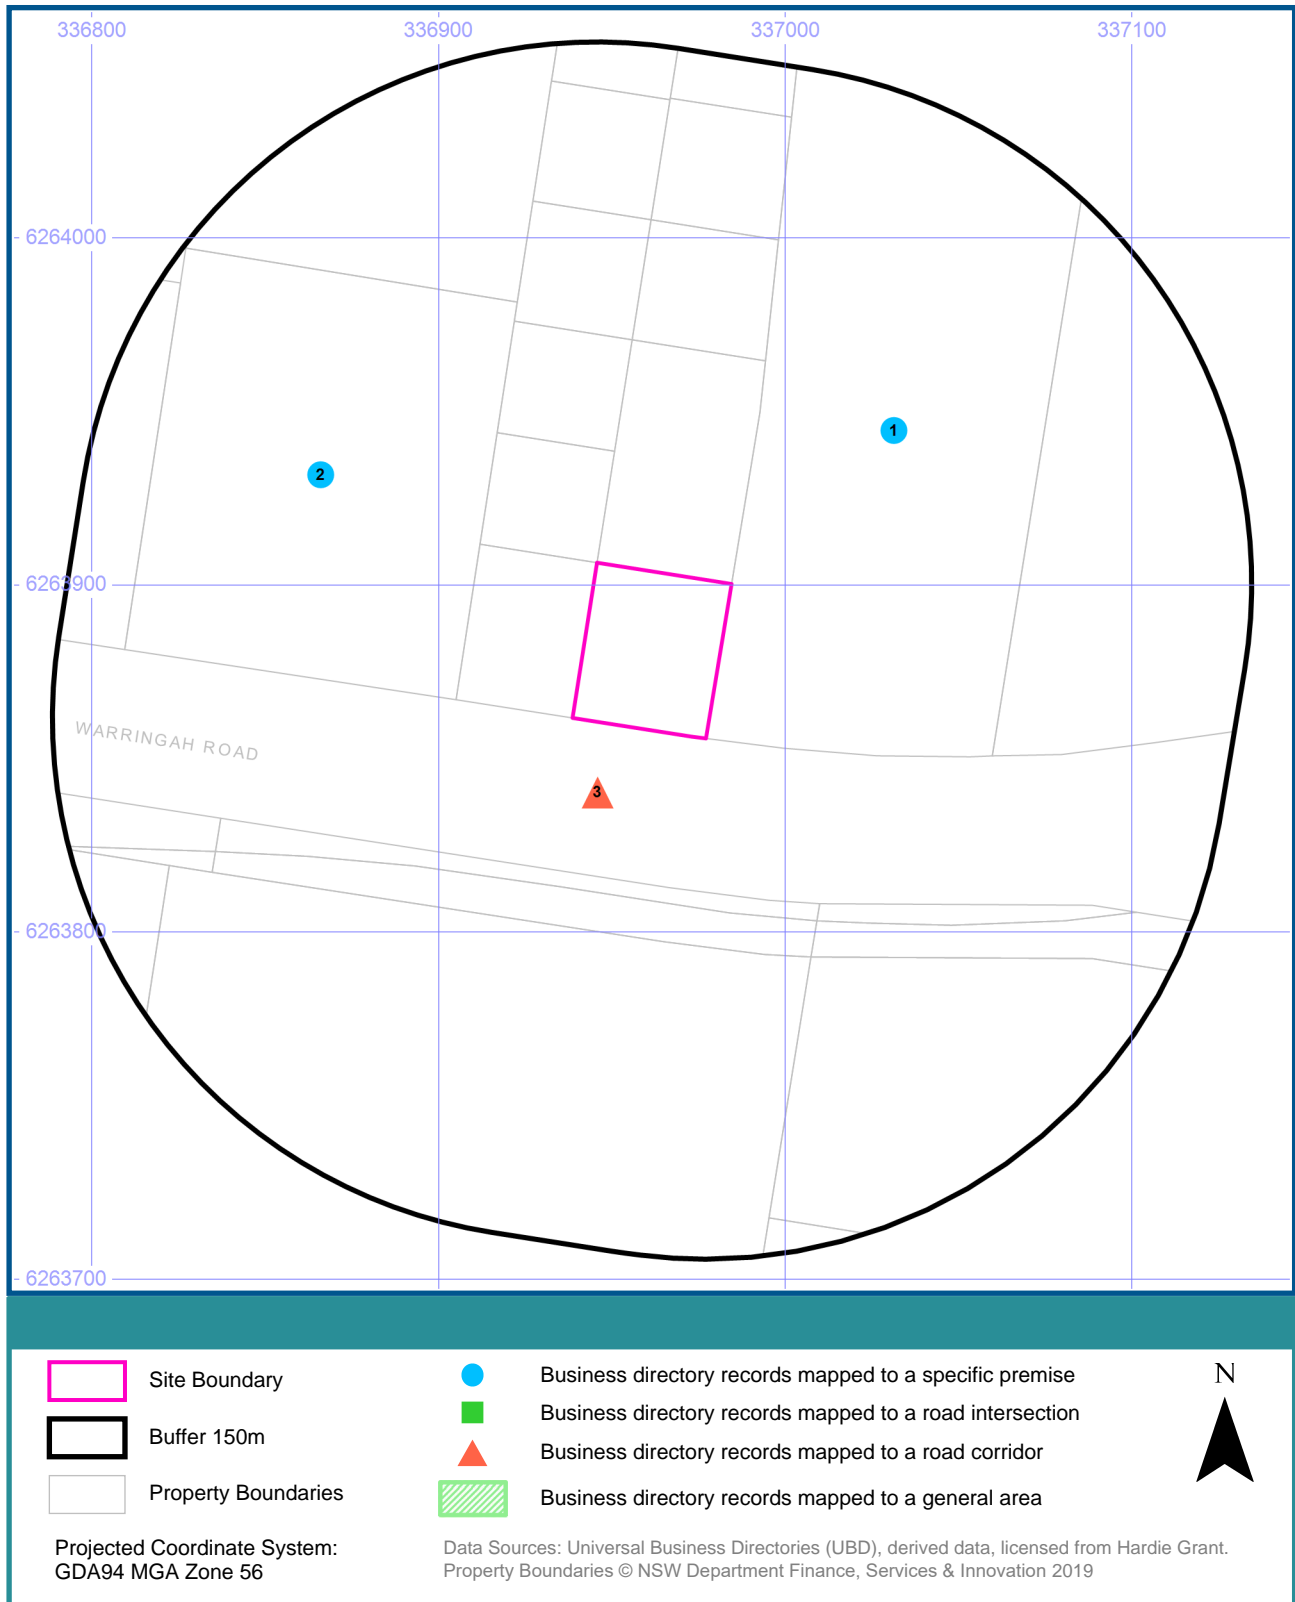 336800 336900 337000 337100
6264000
1
2
6263900
WARRINGAH ROAD
3
6263800
6263700
Site Boundary
Buffer 150m
Property Boundaries
Projected Coordinate System:
GDA94 MGA Zone 56
Business directory records mapped to a specific premise
Business directory records mapped to a road intersection
Business directory records mapped to a road corridor
Business directory records mapped to a general area
Data Sources: Universal Business Directories (UBD), derived data, licensed from Hardie Grant.
Property Boundaries © NSW Department Finance, Services & Innovation 2019
N